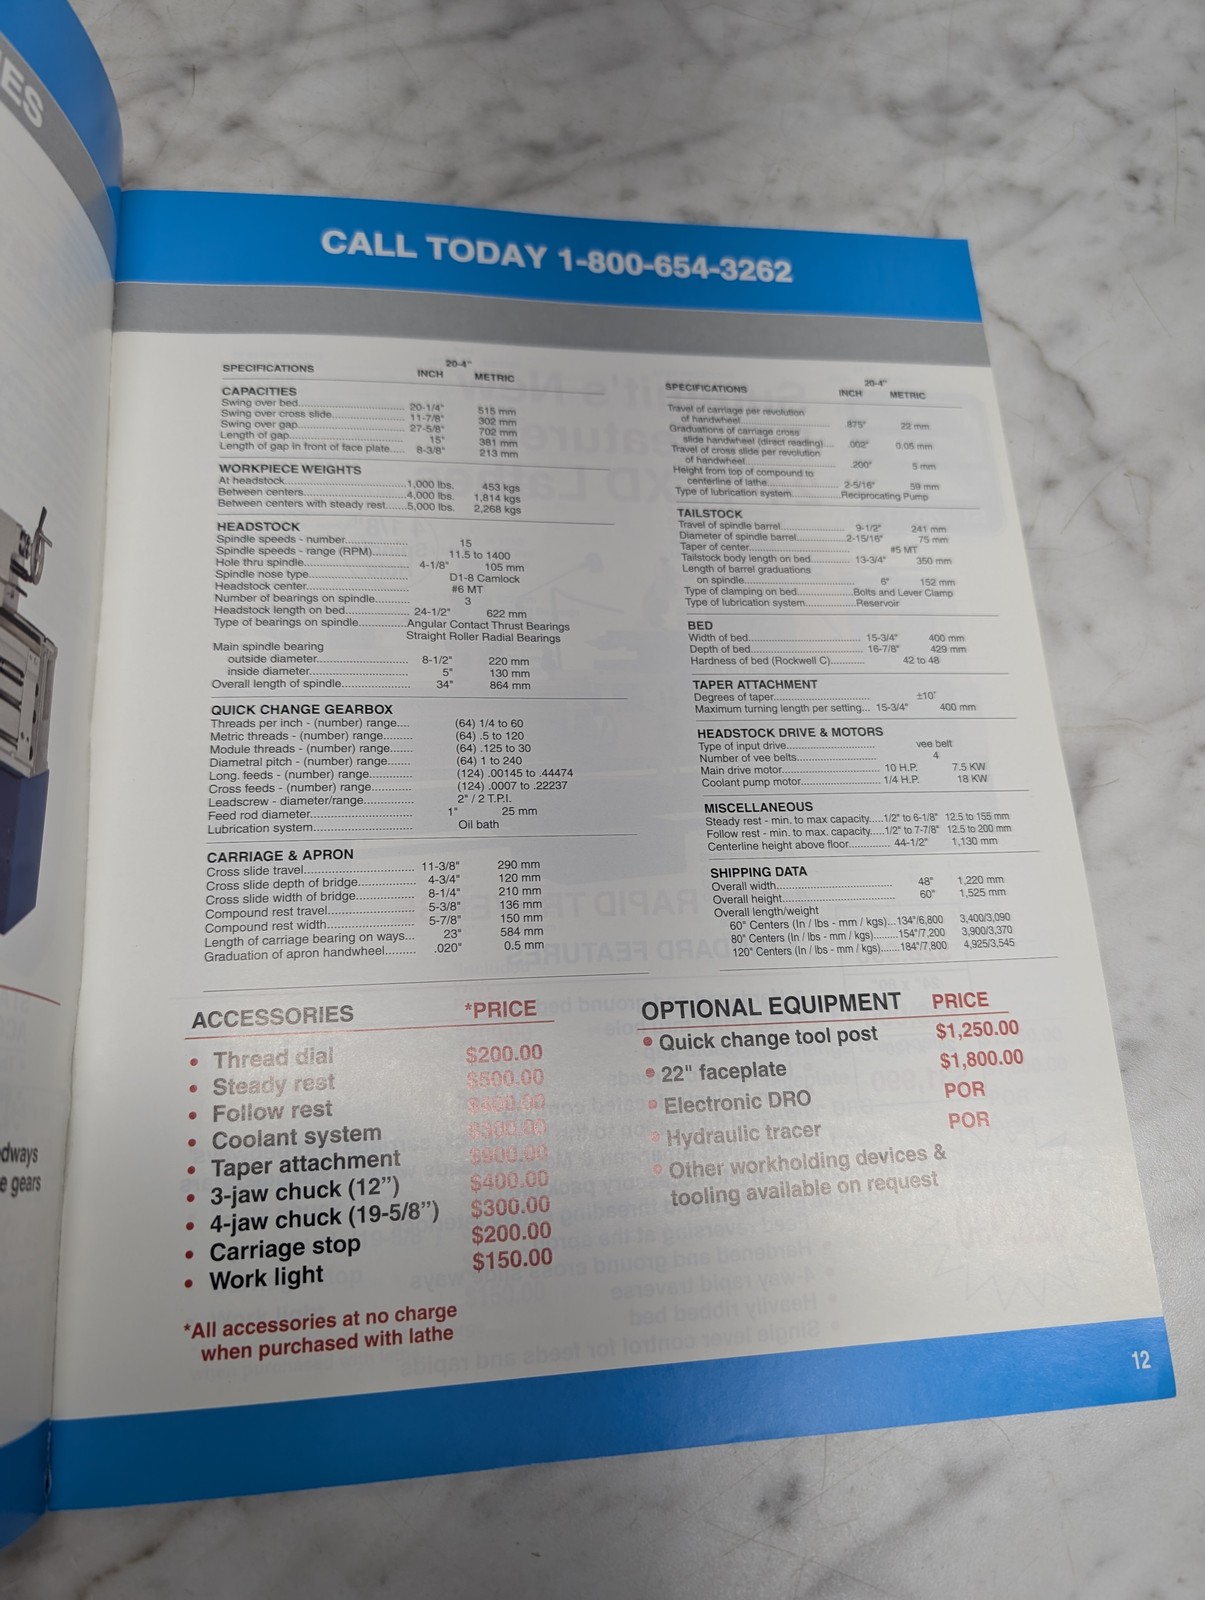 ES
CALL TODAY 1-800-654-3262
20-4"
SPECIFICATIONS INCH METRIC
CAPACITIES
Swing over bed 20-1/4" 515 mm
Swing over cross slide 11-7/8" 302 mm
Swing over gap 27-5/8" 702 mm
Length of gap 15" 381 mm
Length of gap in front of face plate 8-3/8" 213 mm
WORKPIECE WEIGHTS
At headstock 1,000 lbs. 453 kgs
Between centers 4,000 lbs. 1,814 kgs
Between centers with steady rest 5,000 lbs. 2,268 kgs
HEADSTOCK
Spindle speeds - number 15
Spindle speeds - range (RPM) 11.5 to 1400
Hole thru spindle 4-1/8" 105 mm
Spindle nose type D1-8 Camlock
Headstock center #6 MT
Number of bearings on spindle 3
Headstock length on bed 24-1/2" 622 mm
Type of bearings on spindle Angular Contact Thrust Bearings
Straight Roller Radial Bearings
Main spindle bearing
outside diameter 8-1/2" 220 mm
inside diameter 5" 130 mm
Overall length of spindle 34" 864 mm
QUICK CHANGE GEARBOX
Threads per inch - (number) range (64) 1/4 to 60
Metric threads - (number) range (64) .5 to 120
Module threads - (number) range (64) .125 to 30
Diametral pitch - (number) range (64) 1 to 240
Long. feeds - (number) range (124) .00145 to .44474
Cross feeds - (number) range (124) .0007 to .22237
Leadscrew - diameter/range 2" / 2 T.P.I.
Feed rod diameter 1" 25 mm
Lubrication system Oil bath
CARRIAGE & APRON
Cross slide travel 11-3/8" 290 mm
Cross slide depth of bridge 4-3/4" 120 mm
Cross slide width of bridge 8-1/4" 210 mm
Compound rest travel 5-3/8" 136 mm
Compound rest width 5-7/8" 150 mm
Length of carriage bearing on ways 23" 584 mm
Graduation of apron handwheel .020" 0.5 mm
20-4"
SPECIFICATIONS INCH METRIC
Travel of carriage per revolution
of handwheel .875" 22 mm
Graduations of carriage cross
slide handwheel (direct reading) .002" 0.05 mm
Travel of cross slide per revolution
of handwheel .200" 5 mm
Height from top of compound to
centerline of lathe 2-5/16" 59 mm
Type of lubrication system Reciprocating Pump
TAILSTOCK
Travel of spindle barrel 9-1/2" 241 mm
Diameter of spindle barrel 2-15/16" 75 mm
Taper of center #5 MT
Tailstock body length on bed 13-3/4" 350 mm
Length of barrel graduations
on spindle 6" 152 mm
Type of clamping on bed Bolts and Lever Clamp
Type of lubrication system Reservoir
BED
Width of bed 15-3/4" 400 mm
Depth of bed 16-7/8" 429 mm
Hardness of bed (Rockwell C) 42 to 48
TAPER ATTACHMENT
Degrees of taper ±10°
Maximum turning length per setting... 15-3/4" 400 mm
HEADSTOCK DRIVE & MOTORS
Type of input drive vee belt
Number of vee belts 4
Main drive motor 10 H.P. 7.5 KW
Coolant pump motor 1/4 H.P. 18 KW
MISCELLANEOUS
Steady rest - min. to max capacity 1/2" to 6-1/8" 12.5 to 155 mm
Follow rest - min. to max. capacity 1/2" to 7-7/8" 12.5 to 200 mm
Centerline height above floor 44-1/2" 1,130 mm
SHIPPING DATA
Overall width 48" 1,220 mm
Overall height 60" 1,525 mm
Overall length/weight
60" Centers (In / lbs - mm / kgs)...134"/6,800 3,400/3,090
80" Centers (In / lbs - mm / kgs) 154"/7,200 3,900/3,370
120" Centers (In / lbs - mm / kgs) 184"/7,800 4,925/3,545
ACCESSORIES *PRICE
• Thread dial $200.00
• Steady rest $500.00
• Follow rest
• Coolant system
• Taper attachment $900.00
• 3-jaw chuck (12") $400.00
• 4-jaw chuck (19-5/8") $300.00
• Carriage stop $200.00
• Work light $150.00
*All accessories at no charge
when purchased with lathe
OPTIONAL EQUIPMENT PRICE
• Quick change tool post $1,250.00
• 22" faceplate $1,800.00
• Electronic DRO POR
• Hydraulic tracer POR
• Other workholding devices &
tooling available on request
dways
e gears
12